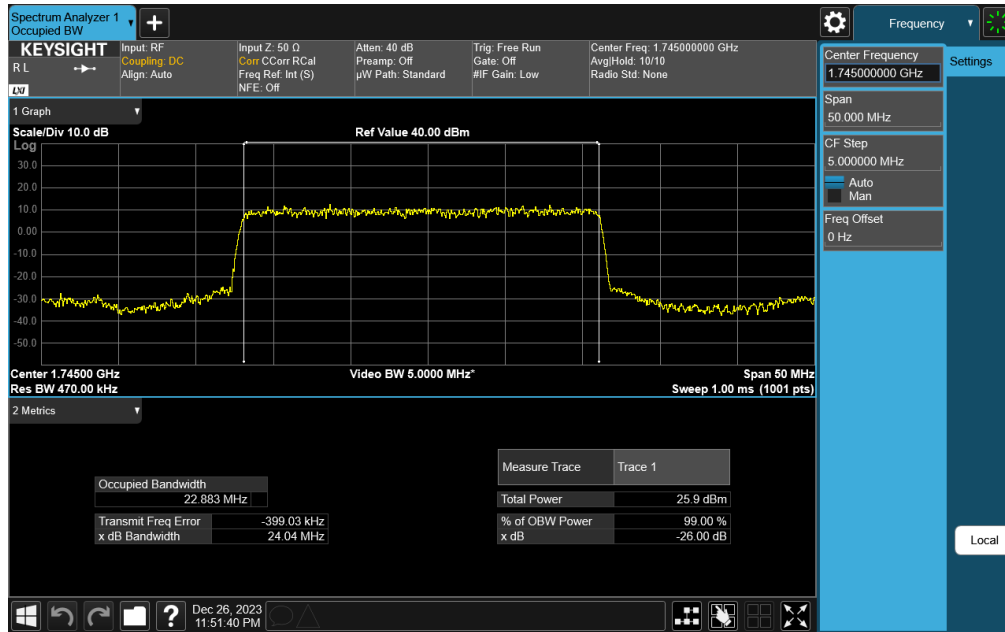 Spectrum Analyzer 1
Occupied BW
Frequency
KEYSIGHT
R L
LXI
Input: RF
Coupling: DC
Align: Auto
Input Z: 50 Ω
Corr CCorr RCal
Freq Ref: Int (S)
NFE: Off
Atten: 40 dB
Preamp: Off
µW Path: Standard
Trig: Free Run
Gate: Off
#IF Gain: Low
Center Freq: 1.745000000 GHz
Avg|Hold: 10/10
Radio Std: None
Center Frequency
1.745000000 GHz
Settings
Span
50.000 MHz
CF Step
5.000000 MHz
Auto
Man
Freq Offset
0 Hz
Local
1 Graph
Scale/Div 10.0 dB
Ref Value 40.00 dBm
Log
30.0
20.0
10.0
0.00
-10.0
-20.0
-30.0
-40.0
-50.0
Center 1.74500 GHz
Video BW 5.0000 MHz*
Span 50 MHz
Res BW 470.00 kHz
Sweep 1.00 ms (1001 pts)
2 Metrics
Occupied Bandwidth
22.883 MHz
Transmit Freq Error -399.03 kHz
x dB Bandwidth 24.04 MHz
Measure Trace Trace 1
Total Power 25.9 dBm
% of OBW Power 99.00 %
x dB -26.00 dB
?
Dec 26, 2023
11:51:40 PM